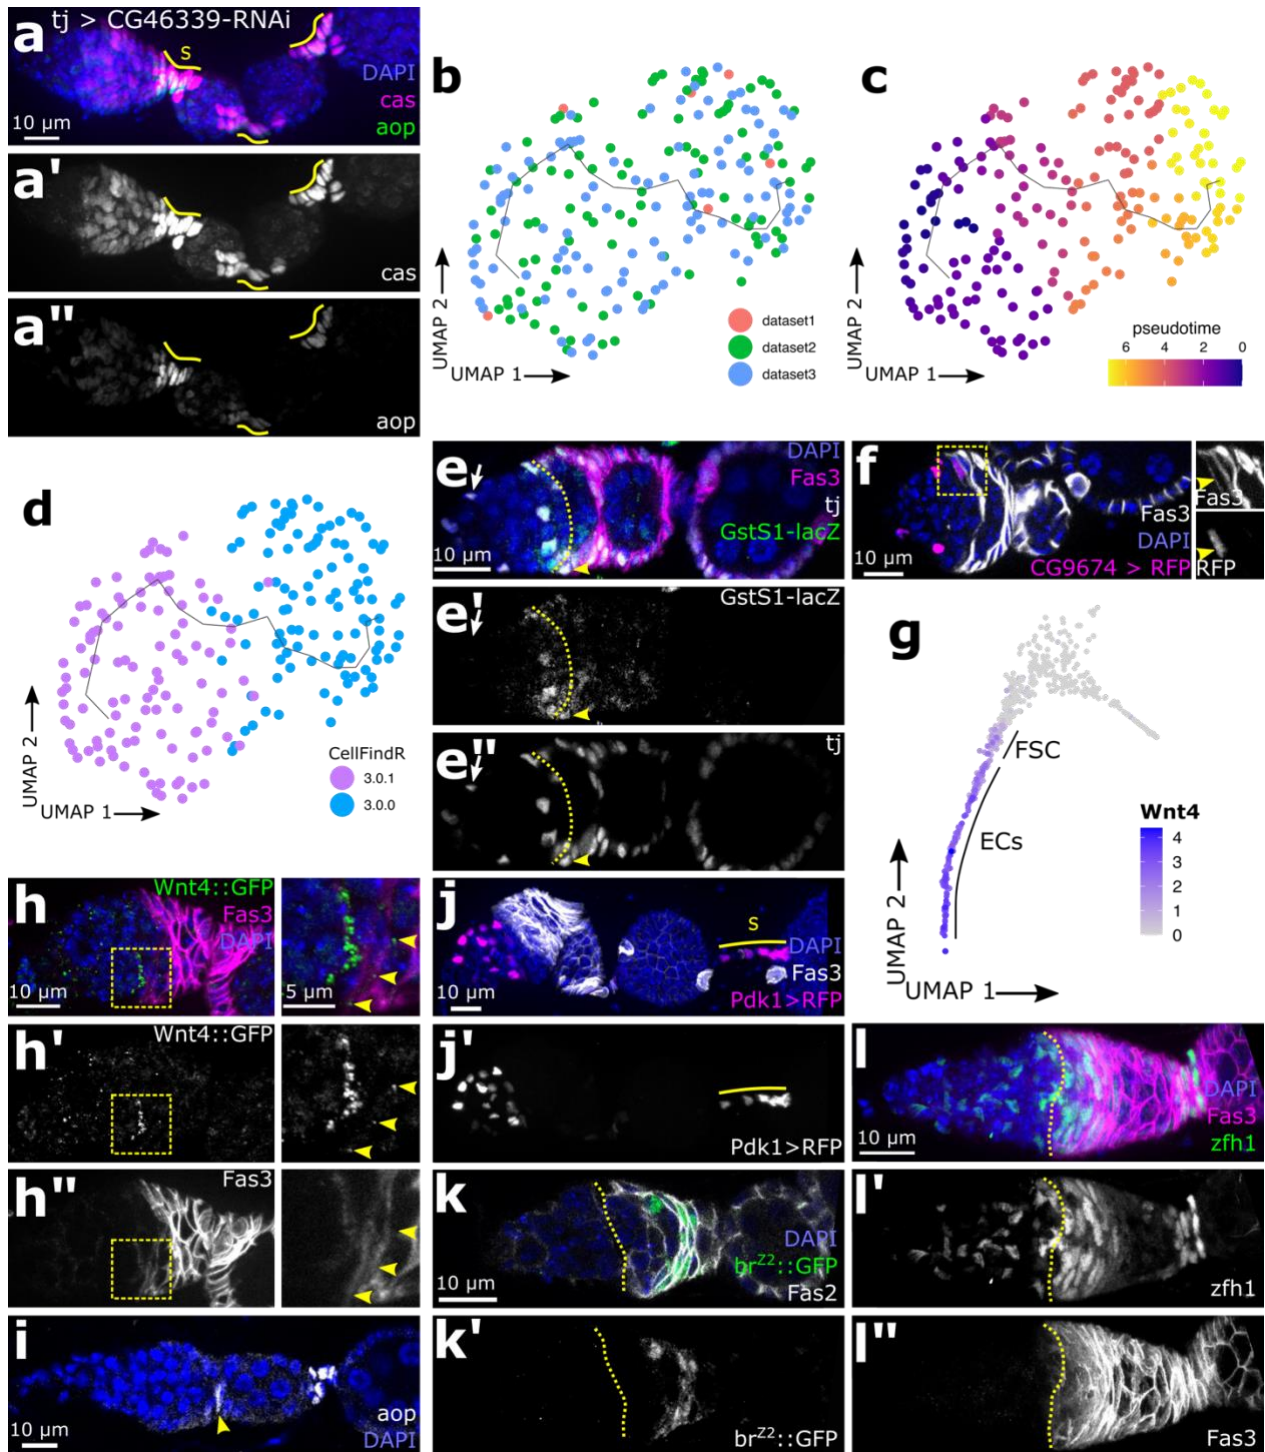 a
tj > CG46339-RNAi
S
DAPI
cas
aop
10 µm
a'
cas
a"
aop
b
UMAP 2
UMAP 1
dataset1
dataset2
dataset3
c
UMAP 2
UMAP 1
pseudotime
6 4 2 0
d
UMAP 2
UMAP 1
CellFindR
3.0.1
3.0.0
e
DAPI
Fas3
tj
GstS1-lacZ
10 µm
e'
GstS1-lacZ
e"
tj
f
Fas3
DAPI
CG9674 > RFP
10 µm
Fas3
RFP
g
FSC
ECs
Wnt4
4
3
2
1
0
UMAP 2
UMAP 1
h
Wnt4::GFP
Fas3
DAPI
10 µm
5 µm
h'
Wnt4::GFP
h"
Fas3
i
aop
DAPI
10 µm
j
S
DAPI
Fas3
Pdk1>RFP
10 µm
j'
Pdk1>RFP
k
DAPI
brZ2::GFP
Fas2
10 µm
k'
brZ2::GFP
l
DAPI
Fas3
zfh1
10 µm
l'
zfh1
l"
Fas3